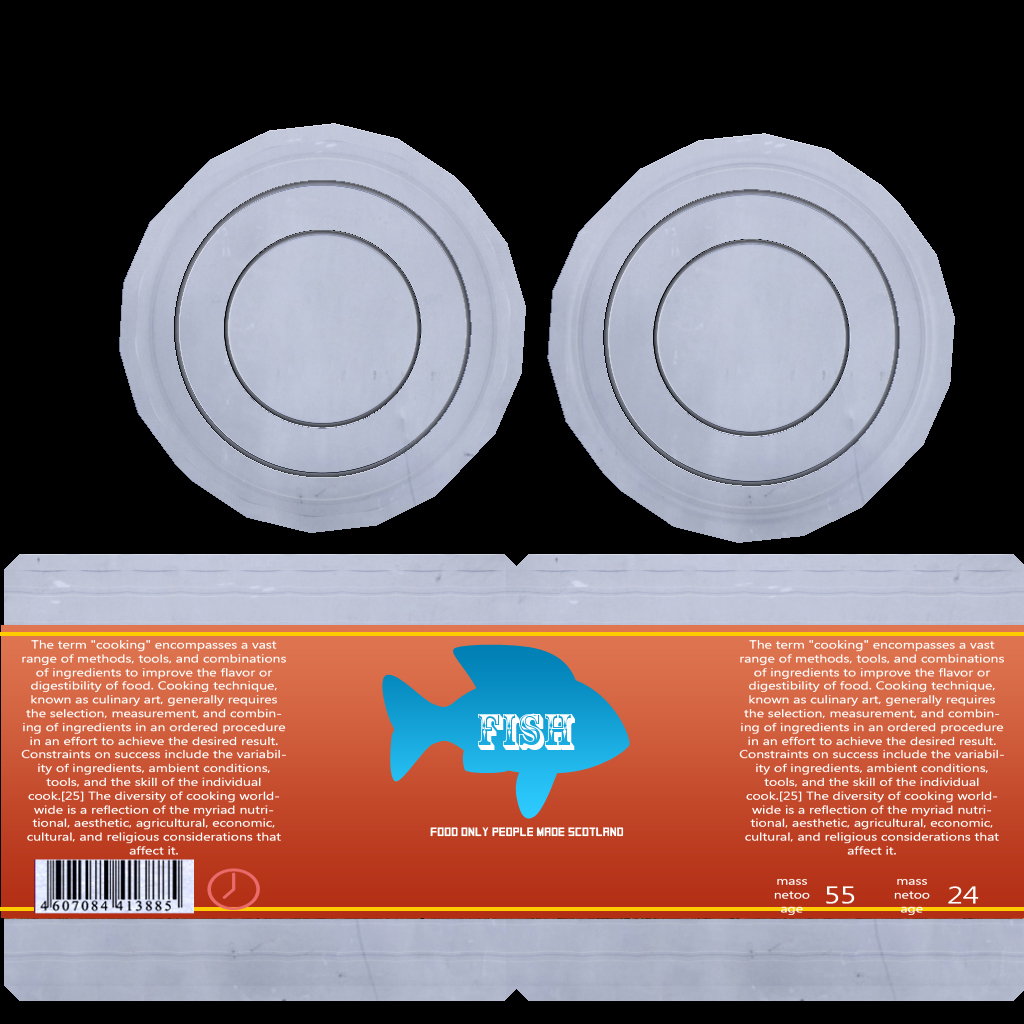 The term "cooking" encompasses a vast
range of methods, tools, and combinations
of ingredients to improve the flavor or
digestibility of food. Cooking technique,
known as culinary art, generally requires
the selection, measurement, and combin-
ing of ingredients in an ordered procedure
in an effort to achieve the desired result.
Constraints on success include the variabil-
ity of ingredients, ambient conditions,
tools, and the skill of the individual
cook.[25] The diversity of cooking world-
wide is a reflection of the myriad nutri-
tional, aesthetic, agricultural, economic,
cultural, and religious considerations that
affect it.
4 607084 413885
FISH
FOOD ONLY PEOPLE MADE SCOTLAND
The term "cooking" encompasses a vast
range of methods, tools, and combinations
of ingredients to improve the flavor or
digestibility of food. Cooking technique,
known as culinary art, generally requires
the selection, measurement, and combin-
ing of ingredients in an ordered procedure
in an effort to achieve the desired result.
Constraints on success include the variabil-
ity of ingredients, ambient conditions,
tools, and the skill of the individual
cook.[25] The diversity of cooking world-
wide is a reflection of the myriad nutri-
tional, aesthetic, agricultural, economic,
cultural, and religious considerations that
affect it.
mass
netoo
age
55
mass
netoo
age
24